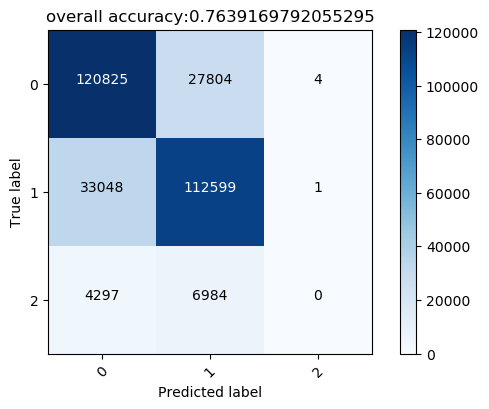 overall accuracy:0.7639169792055295
0 120825 27804 4
1 33048 112599 1
2 4297 6984 0
0 1 2
True label
Predicted label
120000
100000
80000
60000
40000
20000
0